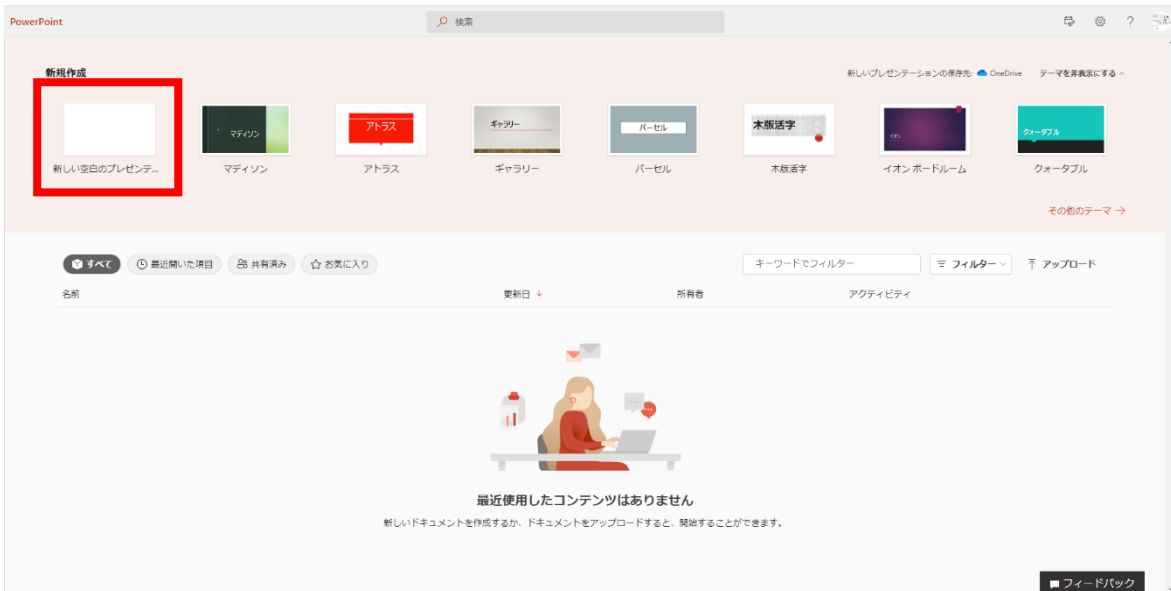 PowerPoint
検索
?
新規作成
新しいプレゼンテーションの保存先: OneDrive
テーマを非表示にする
マディソン
アトラス
ギャラリー
パーセル
木版活字
イオン
クォータブル
新しい空白のプレゼンテ...
マディソン
アトラス
ギャラリー
パーセル
木版活字
イオン ボードルーム
クォータブル
その他のテーマ →
すべて
最近開いた項目
共有済み
お気に入り
キーワードでフィルター
フィルター
アップロード
名前
更新日 ↓
所有者
アクティビティ
最近使用したコンテンツはありません
新しいドキュメントを作成するか、ドキュメントをアップロードすると、開始することができます。
フィードバック